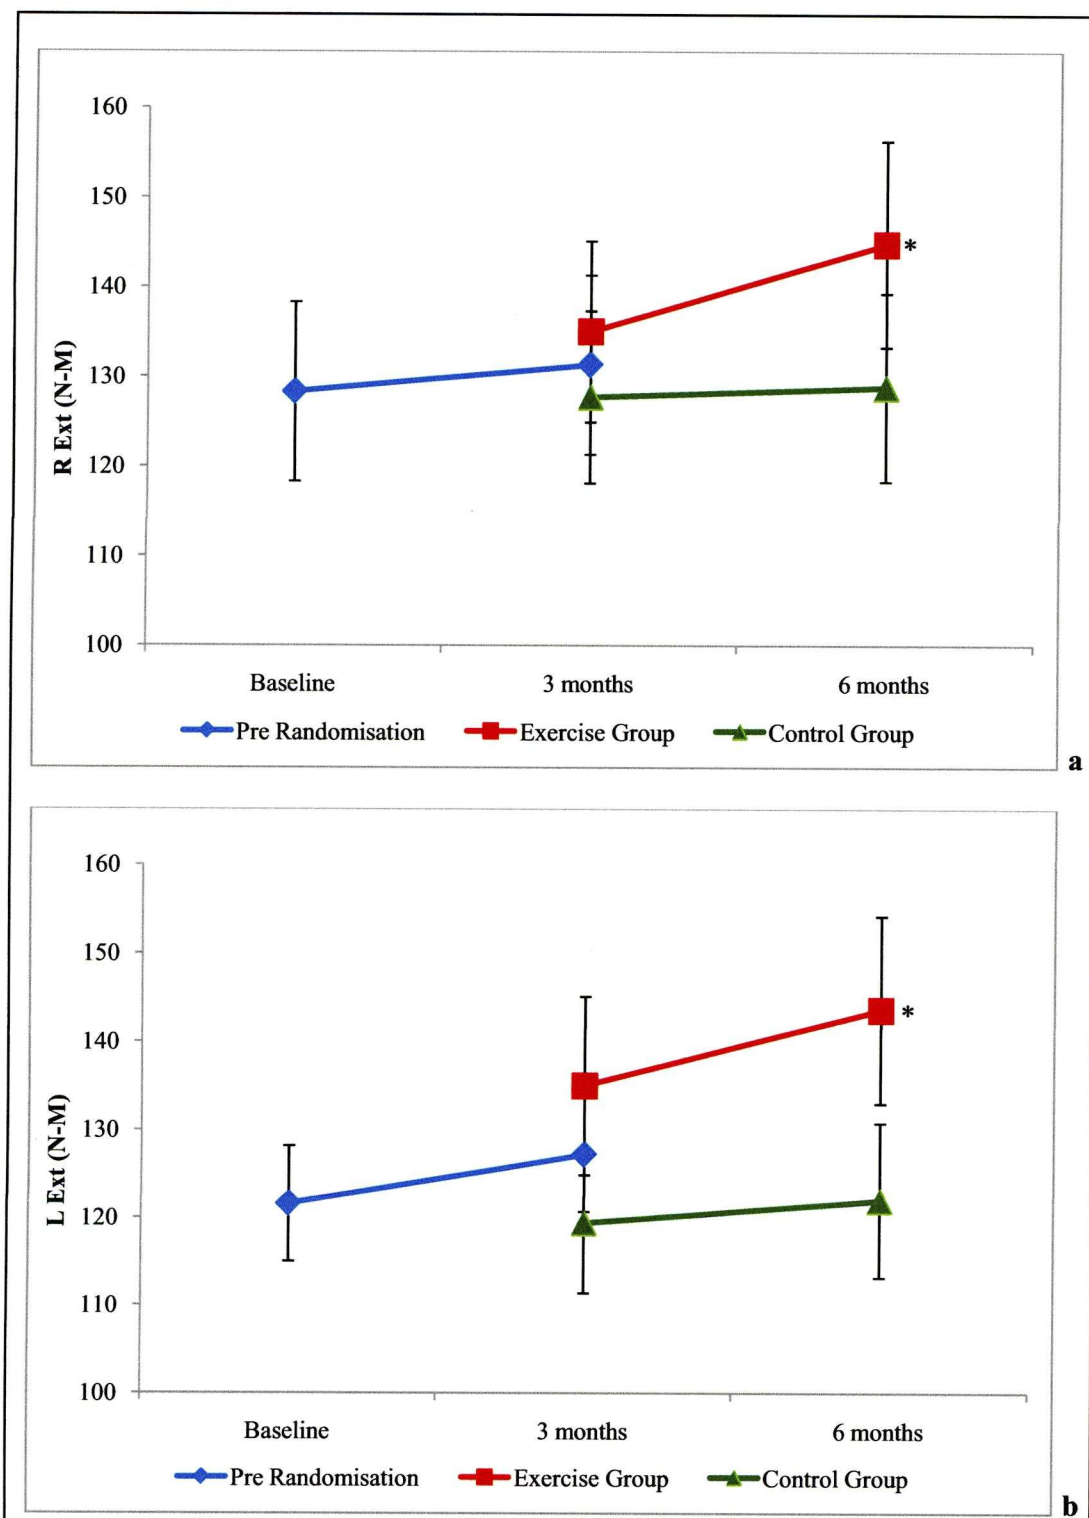 160
150
140
130
120
110
100
R Ext (N-M)
*
Baseline 3 months 6 months
Pre Randomisation Exercise Group Control Group
a
160
150
140
130
120
110
100
L Ext (N-M)
*
Baseline 3 months 6 months
Pre Randomisation Exercise Group Control Group
b